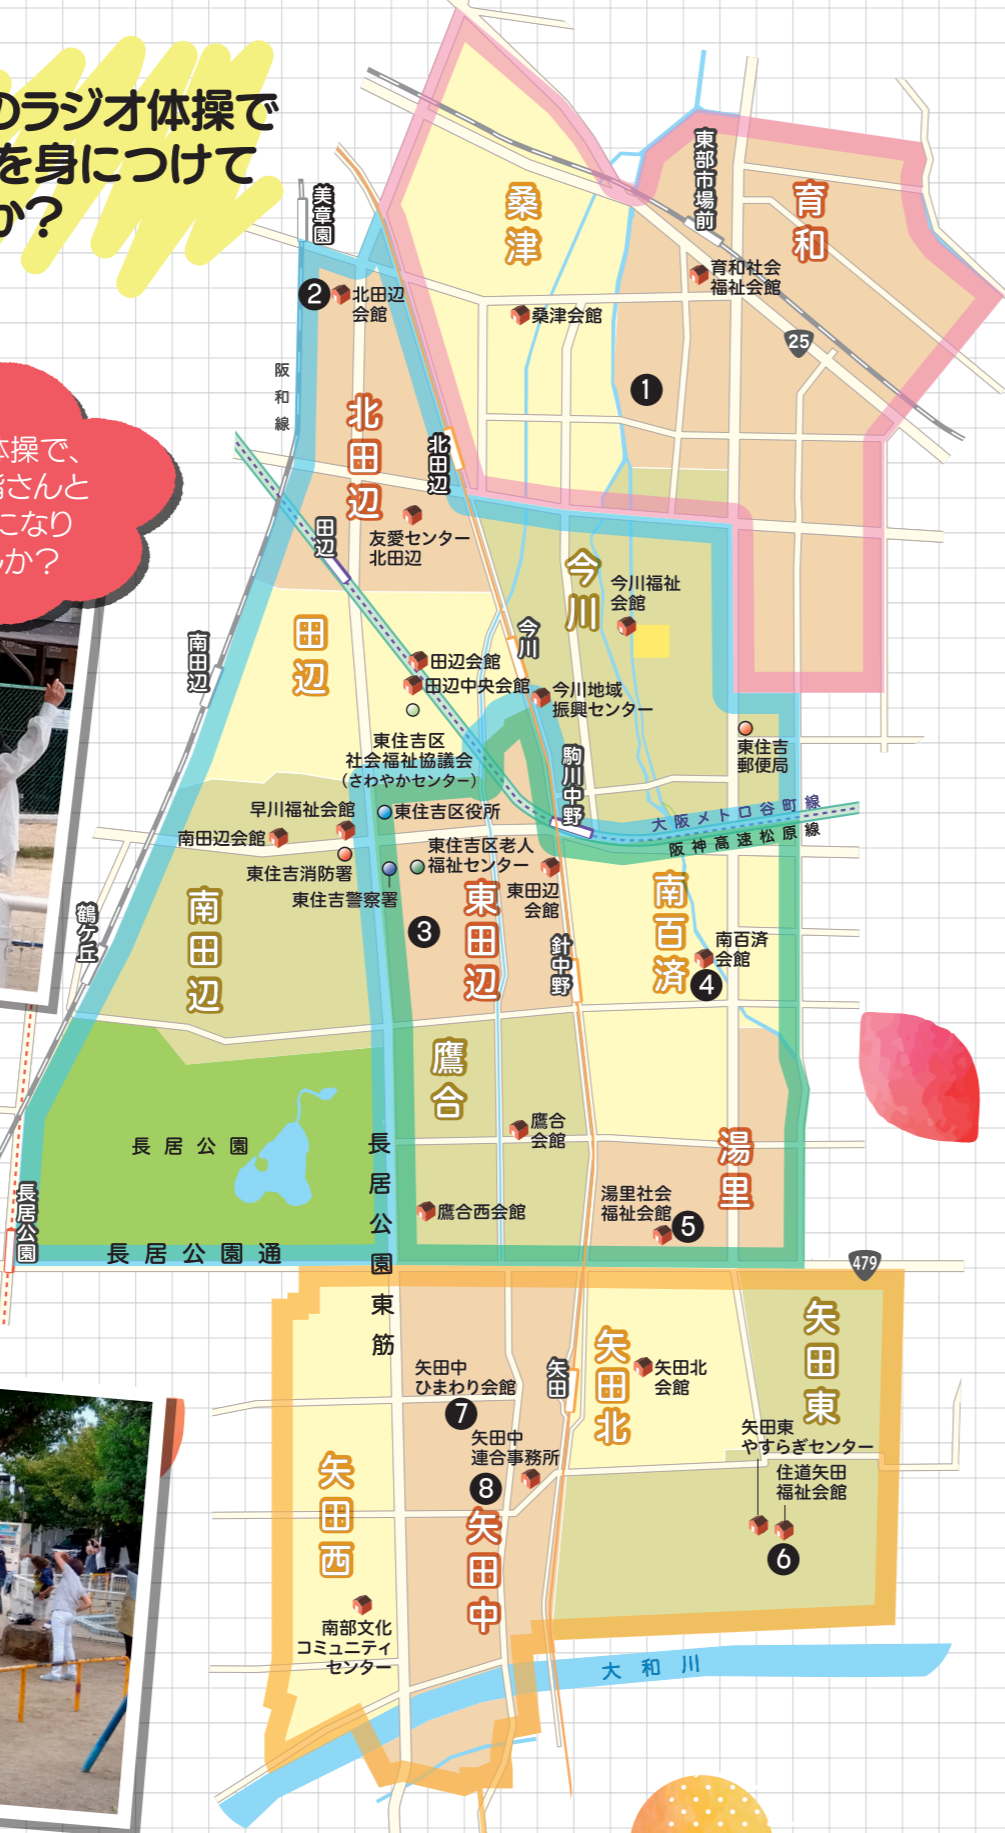 のラジオ体操で
を身につけて
か?
体操で、
皆さんと
になり
か?
美章園
東部市場前
桑津
育和
育和社会
福祉会館
2
北田辺
会館
桑津会館
25
阪和線
1
北田辺
北田辺
田辺
友愛センター
北田辺
今川
今川福祉
会館
田辺
今川
南田辺
田辺会館
田辺中央会館
今川地域
振興センター
東住吉区
社会福祉協議会
(さわやかセンター)
駒川中野
東住吉
郵便局
早川福祉会館
東住吉区役所
大阪メトロ谷町線
阪神高速松原線
南田辺会館
東住吉区老人
福祉センター
東住吉消防署
東住吉警察署
東田辺
会館
南田辺
鶴ケ丘
3
東田辺
針中野
南百済
南百済
会館
4
鷹合
鷹合
会館
長居公園
長居公園東筋
湯里
湯里社会
福祉会館
5
鷹合西会館
長居公園
長居公園通
479
矢田東
矢田北
矢田中
ひまわり会館
矢田
矢田北
会館
7
矢田中
連合事務所
矢田東
やすらぎセンター
住道矢田
福祉会館
8
矢田西
矢田中
6
南部文化
コミュニティ
センター
大和川